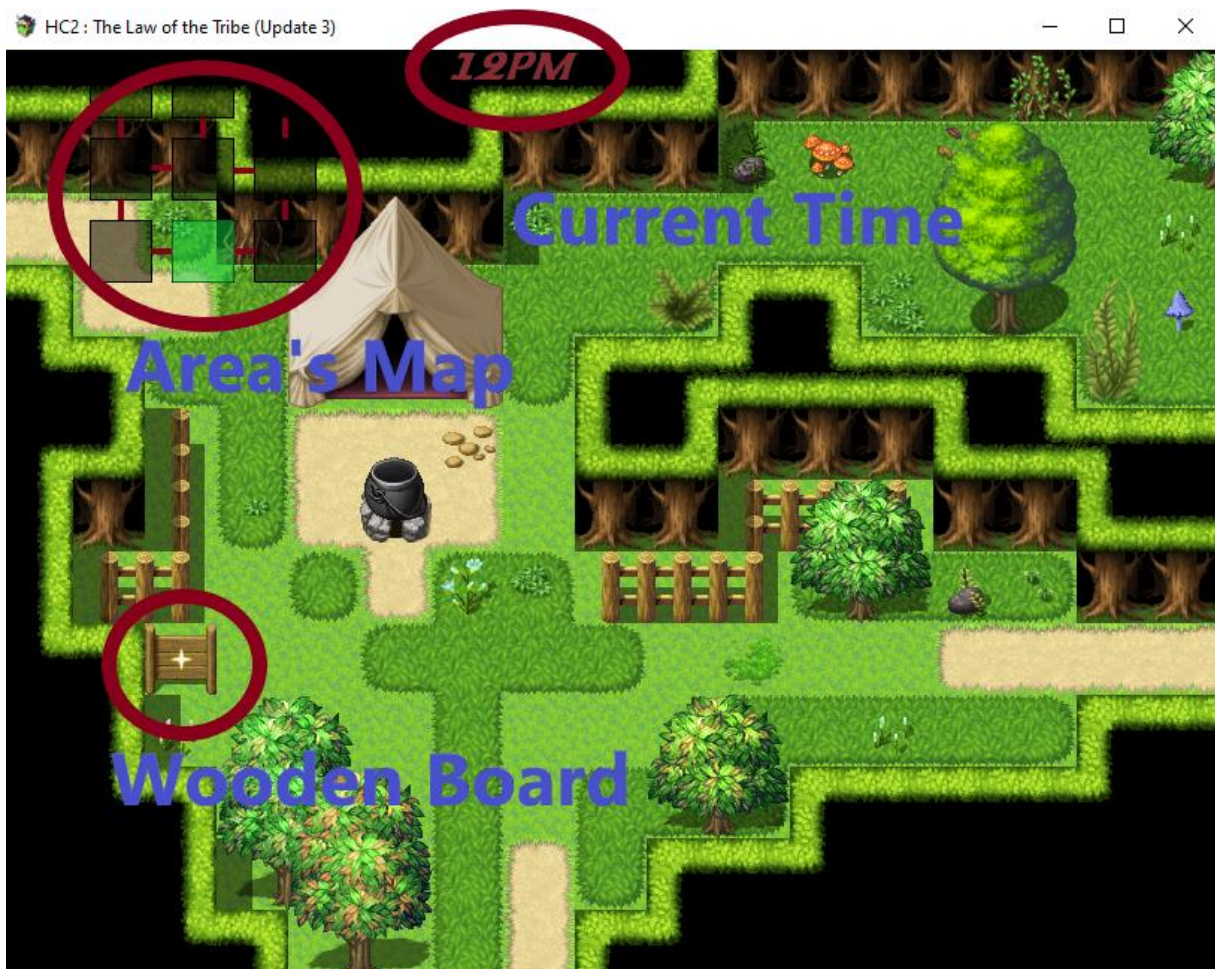 HC2 : The Law of the Tribe (Update 3)
12PM
Current Time
Area's Map
Wooden Board